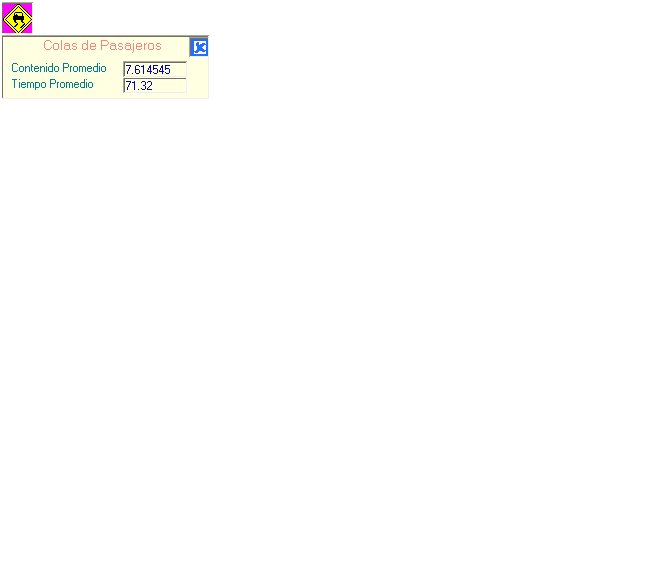 Colas de Pasajeros
Contenido Promedio 7.614545
Tiempo Promedio 71.32